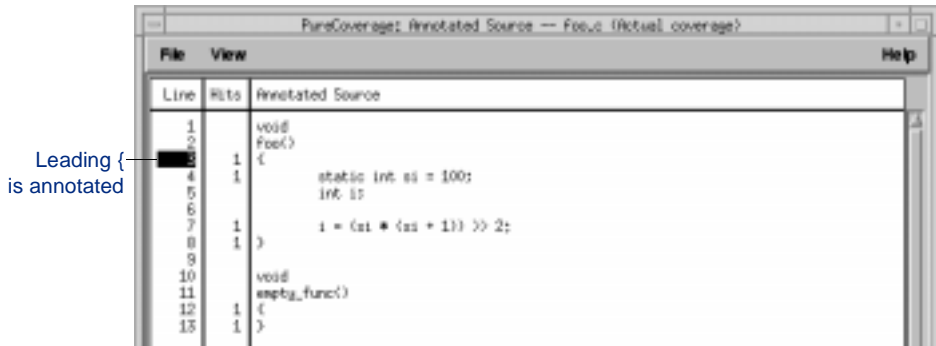 PureCoverage: Annotated Source -- foo.c (Actual coverage)
File View Help
Line Hits Annotated Source
1 void
2 foo()
3 1 {
4 1 static int si = 100;
5 int i;
6
7 1 i = (si * (si + 1)) >> 2;
8 1 }
9
10 void
11 empty_func()
12 1 {
13 1 }
Leading {
is annotated